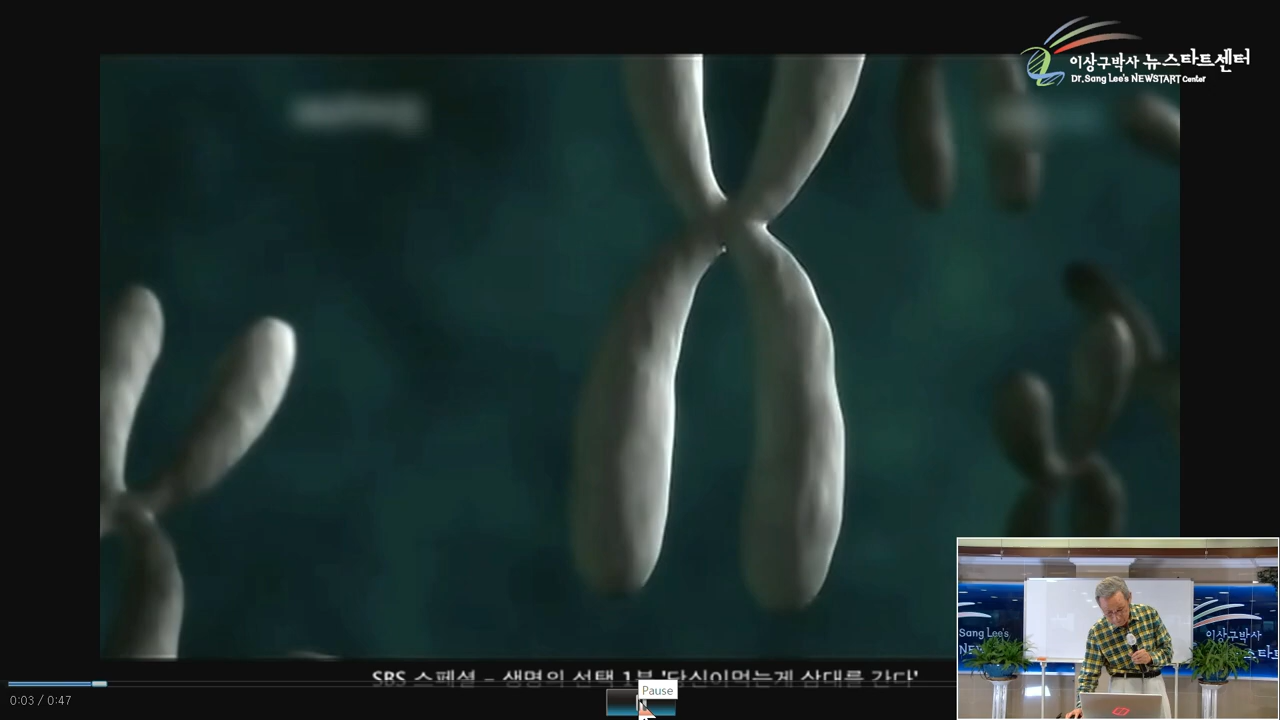 이상구박사 뉴스타트센터
Dr. Sang Lee's NEWSTART Center
SBS 스페셜 - 생명의 선택 1부 '당신이먹는게 삼대를 간다'
Pause
0:03 / 0:47
Sang Lee's
이상구박사